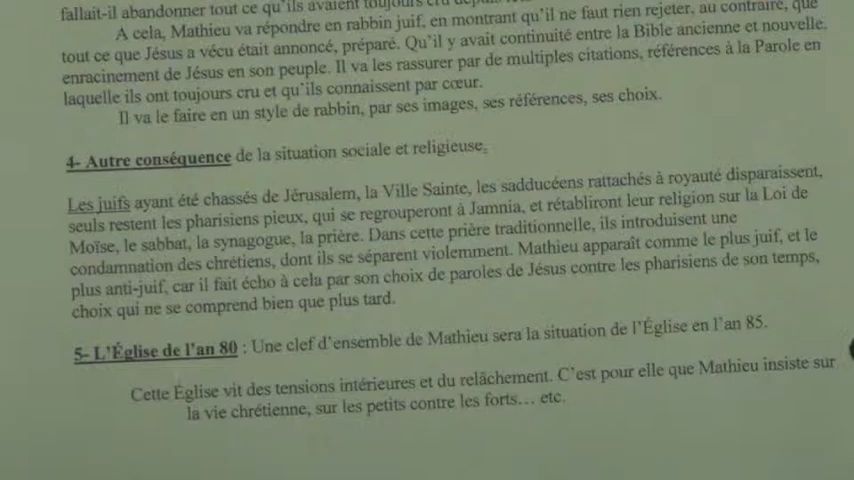 fallait-il abandonner tout ce qu'ils avaient toujours cru
A cela, Mathieu va répondre en rabbin juif, en montrant qu'il ne faut rien rejeter, au contraire, que
tout ce que Jésus a vécu était annoncé, préparé. Qu'il y avait continuité entre la Bible ancienne et nouvelle,
enracinement de Jésus en son peuple. Il va les rassurer par de multiples citations, références à la Parole en
laquelle ils ont toujours cru et qu'ils connaissent par cœur.
Il va le faire en un style de rabbin, par ses images, ses références, ses choix.
4- Autre conséquence de la situation sociale et religieuse.
Les juifs ayant été chassés de Jérusalem, la Ville Sainte, les sadducéens rattachés à royauté disparaissent,
seuls restent les pharisiens pieux, qui se regrouperont à Jamnia, et rétabliront leur religion sur la Loi de
Moïse, le sabbat, la synagogue, la prière. Dans cette prière traditionnelle, ils introduisent une
condamnation des chrétiens, dont ils se séparent violemment. Mathieu apparaît comme le plus juif, et le
plus anti-juif, car il fait écho à cela par son choix de paroles de Jésus contre les pharisiens de son temps,
choix qui ne se comprend bien que plus tard.
5- L'Église de l'an 80 : Une clef d'ensemble de Mathieu sera la situation de l'Église en l'an 85.
Cette Église vit des tensions intérieures et du relâchement. C'est pour elle que Mathieu insiste sur
la vie chrétienne, sur les petits contre les forts… etc.